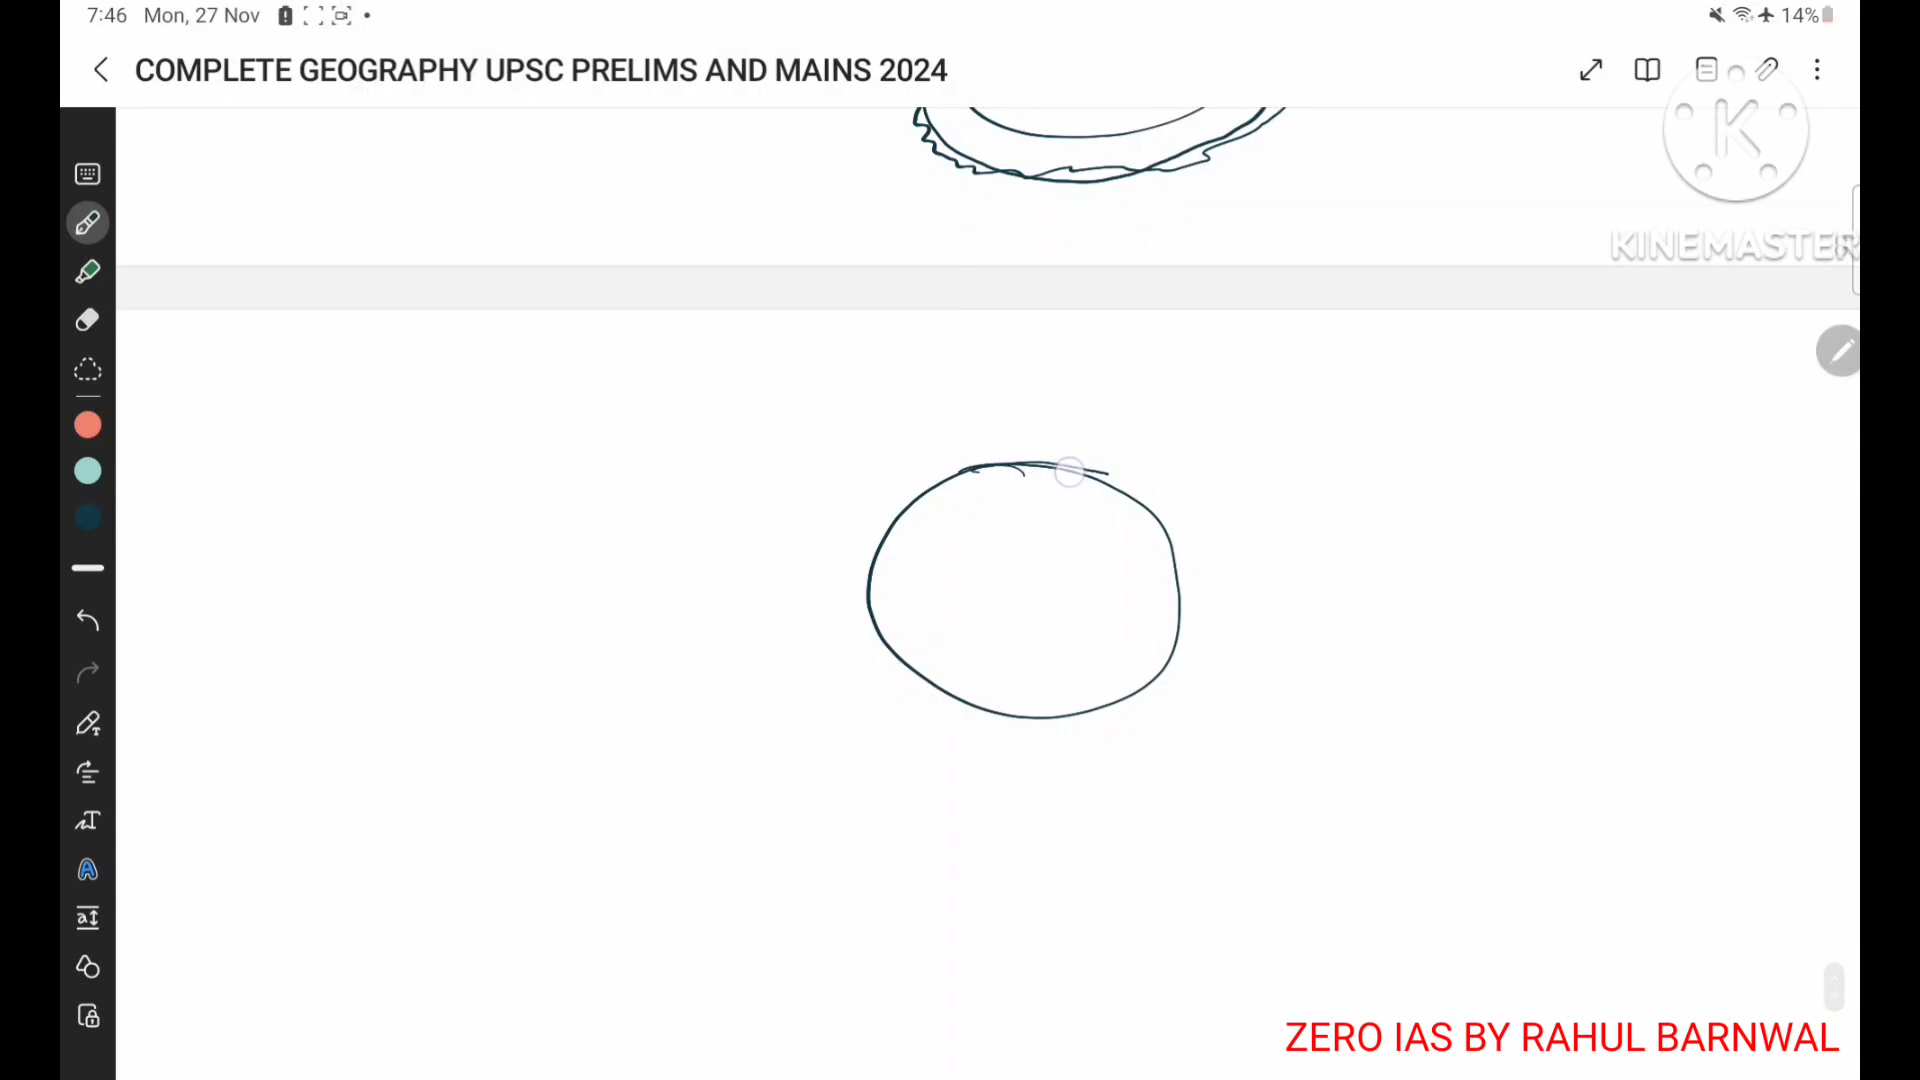 7:46 Mon, 27 Nov
14%
COMPLETE GEOGRAPHY UPSC PRELIMS AND MAINS 2024
K
KINEMASTER
ZERO IAS BY RAHUL BARNWAL